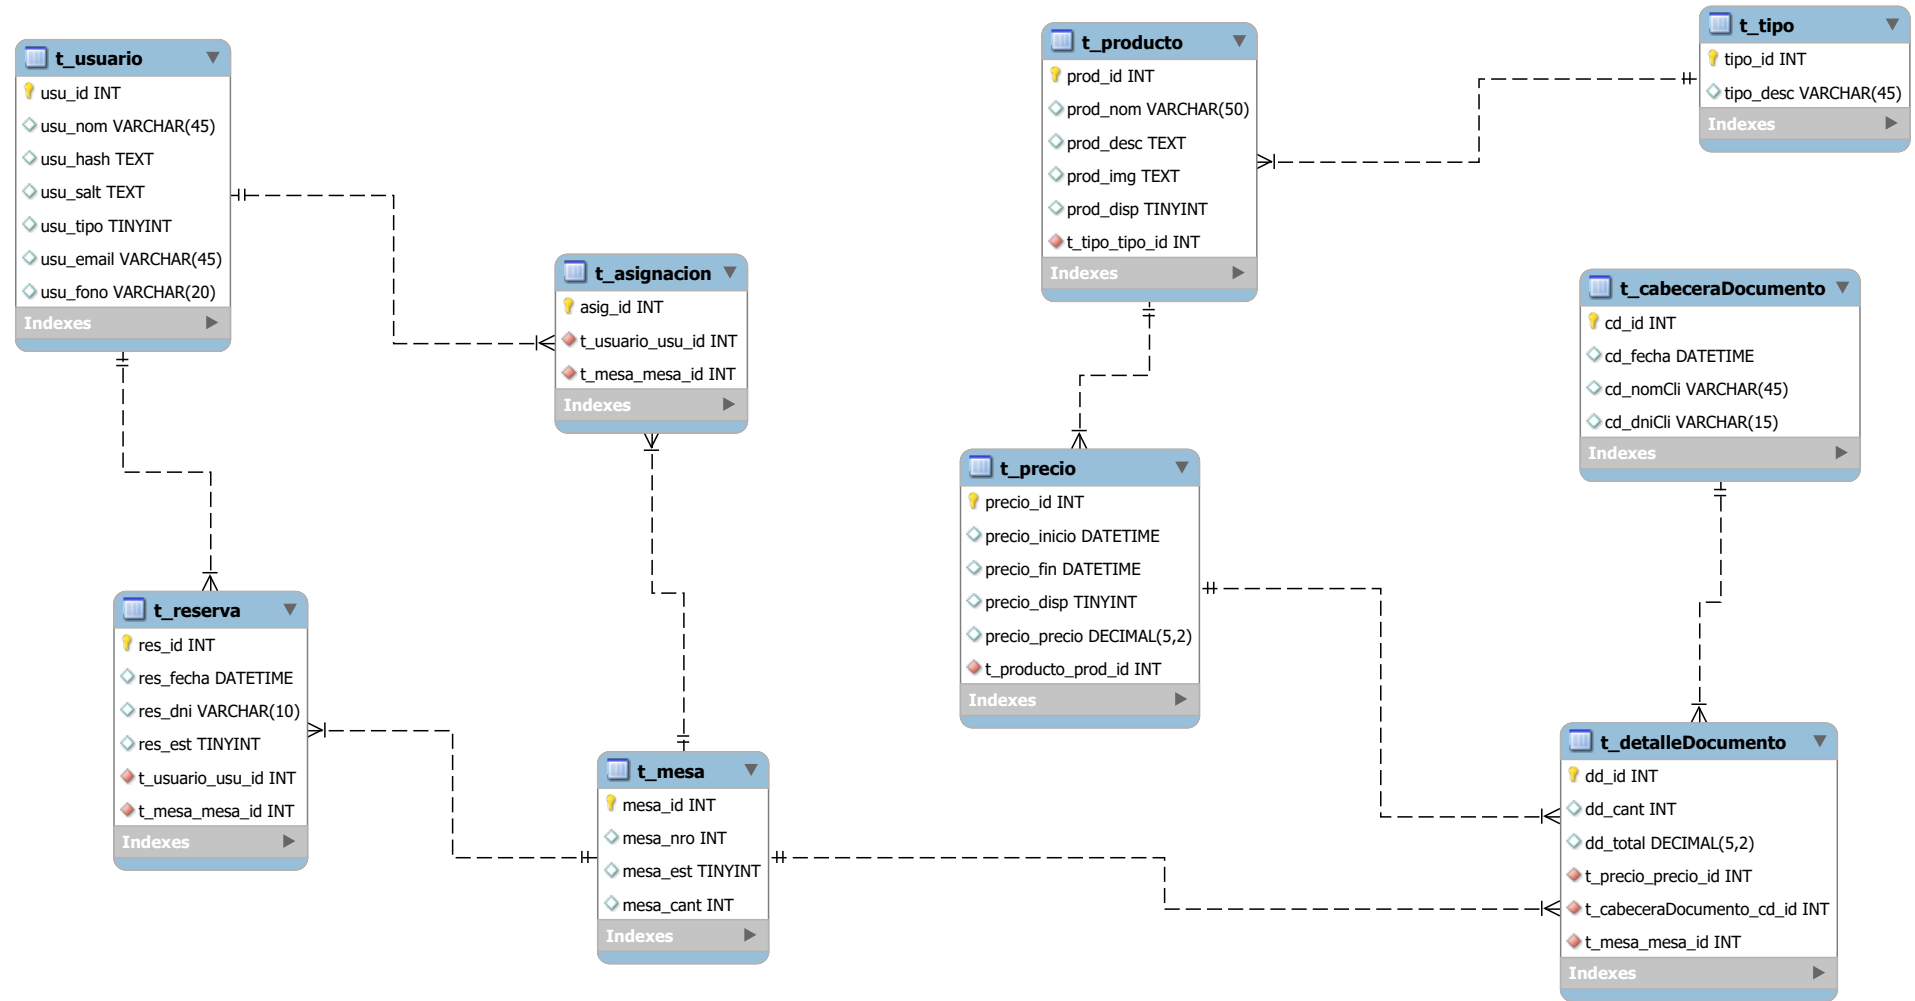 t_usuario
usu_id INT
usu_nom VARCHAR(45)
usu_hash TEXT
usu_salt TEXT
usu_tipo TINYINT
usu_email VARCHAR(45)
usu_fono VARCHAR(20)
Indexes
t_asignacion
asig_id INT
t_usuario_usu_id INT
t_mesa_mesa_id INT
Indexes
t_reserva
res_id INT
res_fecha DATETIME
res_dni VARCHAR(10)
res_est TINYINT
t_usuario_usu_id INT
t_mesa_mesa_id INT
Indexes
t_mesa
mesa_id INT
mesa_nro INT
mesa_est TINYINT
mesa_cant INT
Indexes
t_producto
prod_id INT
prod_nom VARCHAR(50)
prod_desc TEXT
prod_img TEXT
prod_disp TINYINT
t_tipo_tipo_id INT
Indexes
t_tipo
tipo_id INT
tipo_desc VARCHAR(45)
Indexes
t_precio
precio_id INT
precio_inicio DATETIME
precio_fin DATETIME
precio_disp TINYINT
precio_precio DECIMAL(5,2)
t_producto_prod_id INT
Indexes
t_cabeceraDocumento
cd_id INT
cd_fecha DATETIME
cd_nomCli VARCHAR(45)
cd_dniCli VARCHAR(15)
Indexes
t_detalleDocumento
dd_id INT
dd_cant INT
dd_total DECIMAL(5,2)
t_precio_precio_id INT
t_cabeceraDocumento_cd_id INT
t_mesa_mesa_id INT
Indexes